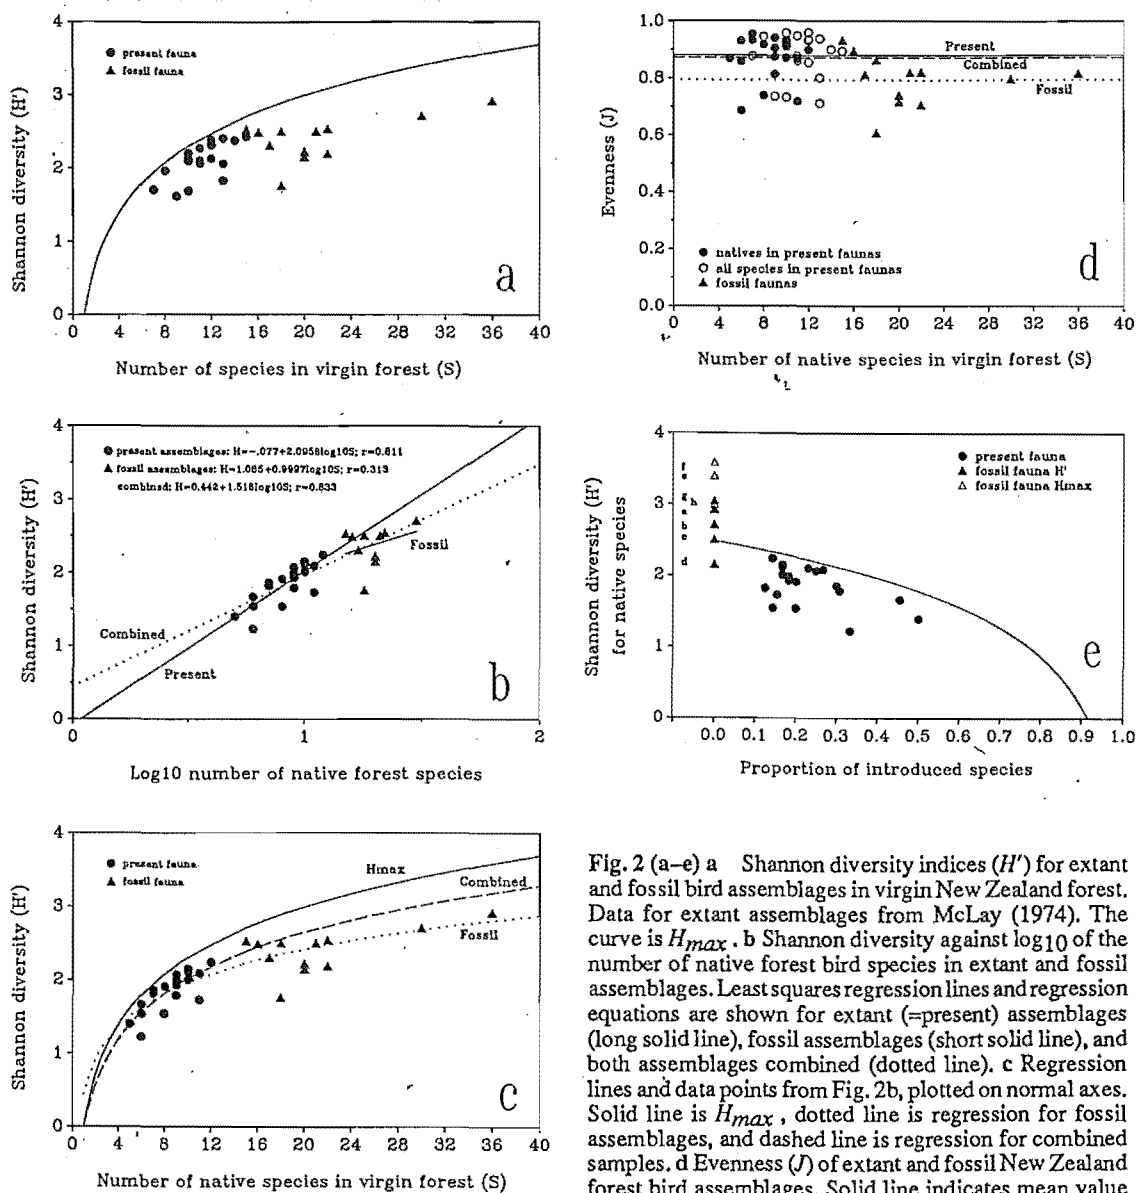 4
3
2
1
0
Shannon diversity (H')
present fauna
fossil fauna
a
0 4 8 12 16 20 24 28 32 36 40
Number of species in virgin forest (S)
1.0
0.8
0.6
0.4
0.2
0.0
Evenness (J)
Present
Combined
Fossil
natives in present faunas
all species in present faunas
fossil faunas
d
0 4 8 12 16 20 24 28 32 36 40
Number of native species in virgin forest (S)
4
3
2
1
0
Shannon diversity (H')
present assemblages: H=-.077+2.0958log10S; r=0.811
fossil assemblages: H=1.065+0.9997log10S; r=0.313
combined: H=0.442+1.518log10S; r=0.833
Fossil
Combined
Present
b
0 1 2
Log10 number of native forest species
4
3
2
1
0
Shannon diversity (H')
for native species
present fauna
fossil fauna H'
fossil fauna Hmax
f
e
g h
a
b
c
d
e
0.0 0.1 0.2 0.3 0.4 0.5 0.6 0.7 0.8 0.9 1.0
Proportion of introduced species
4
3
2
1
0
Shannon diversity (H')
present fauna
fossil fauna
Hmax
Combined
Fossil
c
0 4 8 12 16 20 24 28 32 36 40
Number of native species in virgin forest (S)
Fig. 2 (a–e) a Shannon diversity indices (H') for extant
and fossil bird assemblages in virgin New Zealand forest.
Data for extant assemblages from McLay (1974). The
curve is Hmax . b Shannon diversity against log10 of the
number of native forest bird species in extant and fossil
assemblages. Least squares regression lines and regression
equations are shown for extant (=present) assemblages
(long solid line), fossil assemblages (short solid line), and
both assemblages combined (dotted line). c Regression
lines and data points from Fig. 2b, plotted on normal axes.
Solid line is Hmax , dotted line is regression for fossil
assemblages, and dashed line is regression for combined
samples. d Evenness (J) of extant and fossil New Zealand
forest bird assemblages. Solid line indicates mean value